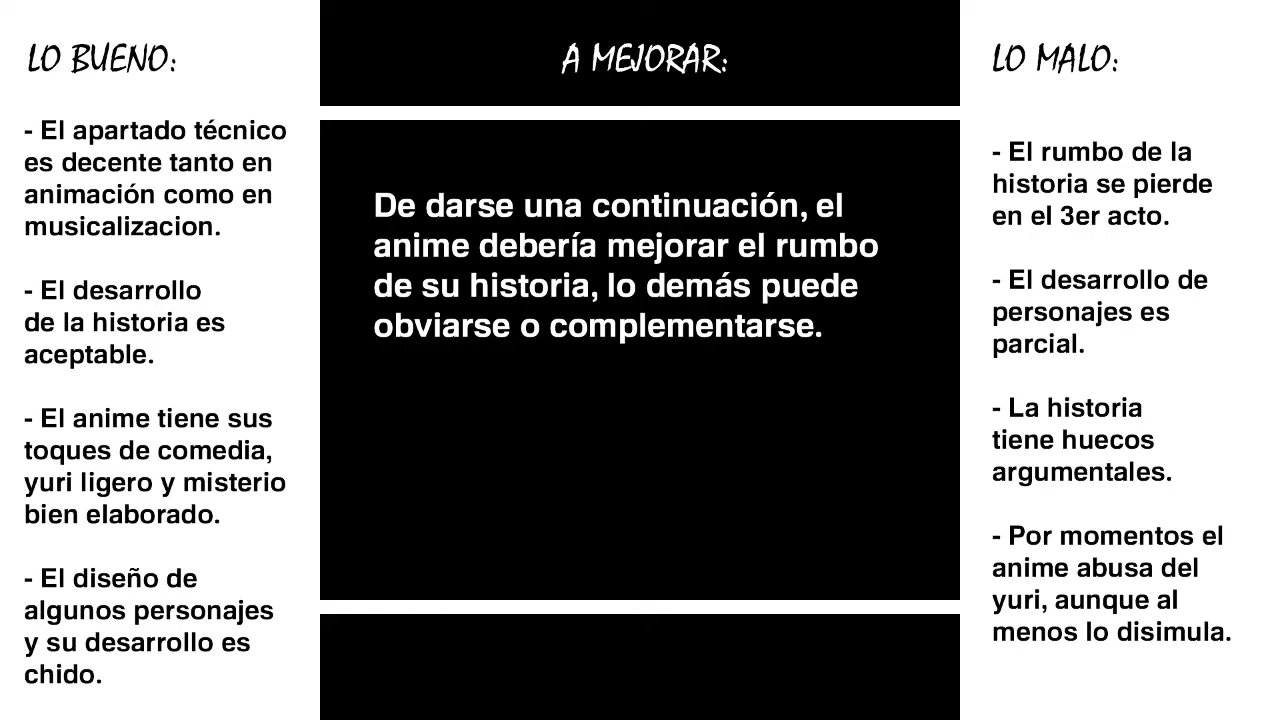 LO BUENO:
- El apartado técnico
es decente tanto en
animación como en
musicalizacion.
- El desarrollo
de la historia es
aceptable.
- El anime tiene sus
toques de comedia,
yuri ligero y misterio
bien elaborado.
- El diseño de
algunos personajes
y su desarrollo es
chido.
A MEJORAR:
De darse una continuación, el
anime debería mejorar el rumbo
de su historia, lo demás puede
obviarse o complementarse.
LO MALO:
- El rumbo de la
historia se pierde
en el 3er acto.
- El desarrollo de
personajes es
parcial.
- La historia
tiene huecos
argumentales.
- Por momentos el
anime abusa del
yuri, aunque al
menos lo disimula.